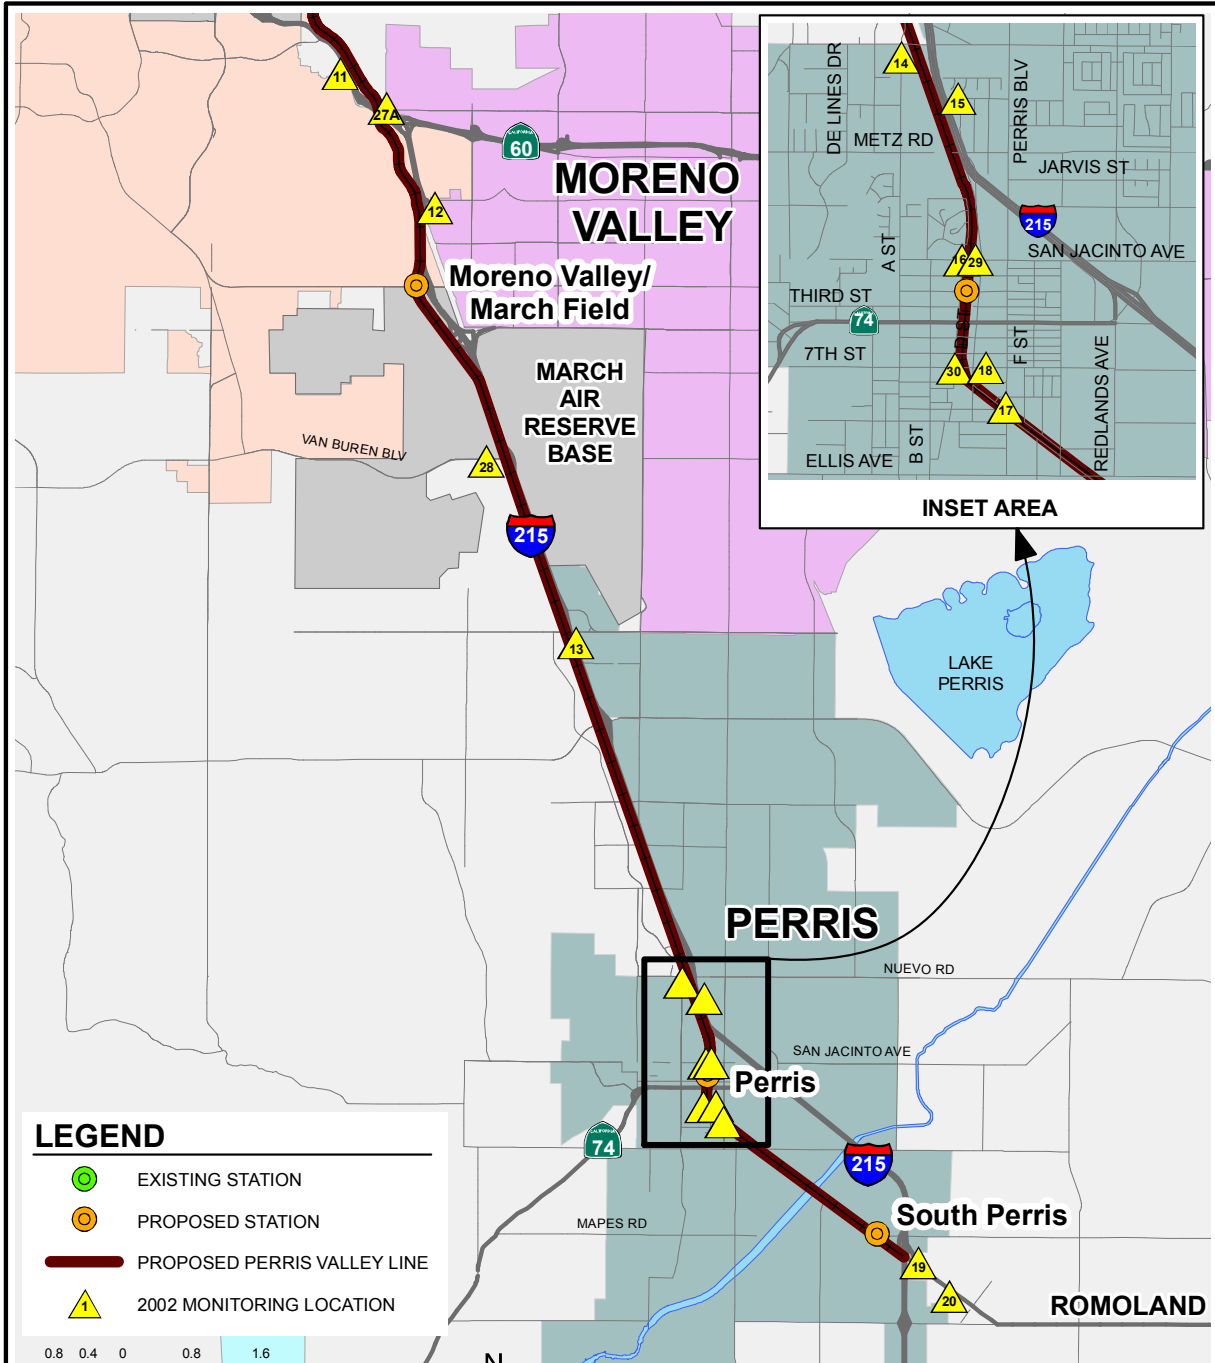 11
27A
CALIFORNIA
60
MORENO
VALLEY
12
Moreno Valley/
March Field
MARCH
AIR
RESERVE
BASE
VAN BUREN BLV
28
215
13
14
15
DE LINES DR
METZ RD
PERRIS BLV
JARVIS ST
215
SAN JACINTO AVE
A ST
16
29
THIRD ST
74
D ST
7TH ST
F ST
30
18
17
B ST
REDLANDS AVE
ELLIS AVE
INSET AREA
LAKE
PERRIS
PERRIS
NUEVO RD
SAN JACINTO AVE
Perris
CALIFORNIA
74
215
MAPES RD
South Perris
19
20
ROMOLAND
LEGEND
EXISTING STATION
PROPOSED STATION
PROPOSED PERRIS VALLEY LINE
1
2002 MONITORING LOCATION
0.8 0.4 0 0.8 1.6
N